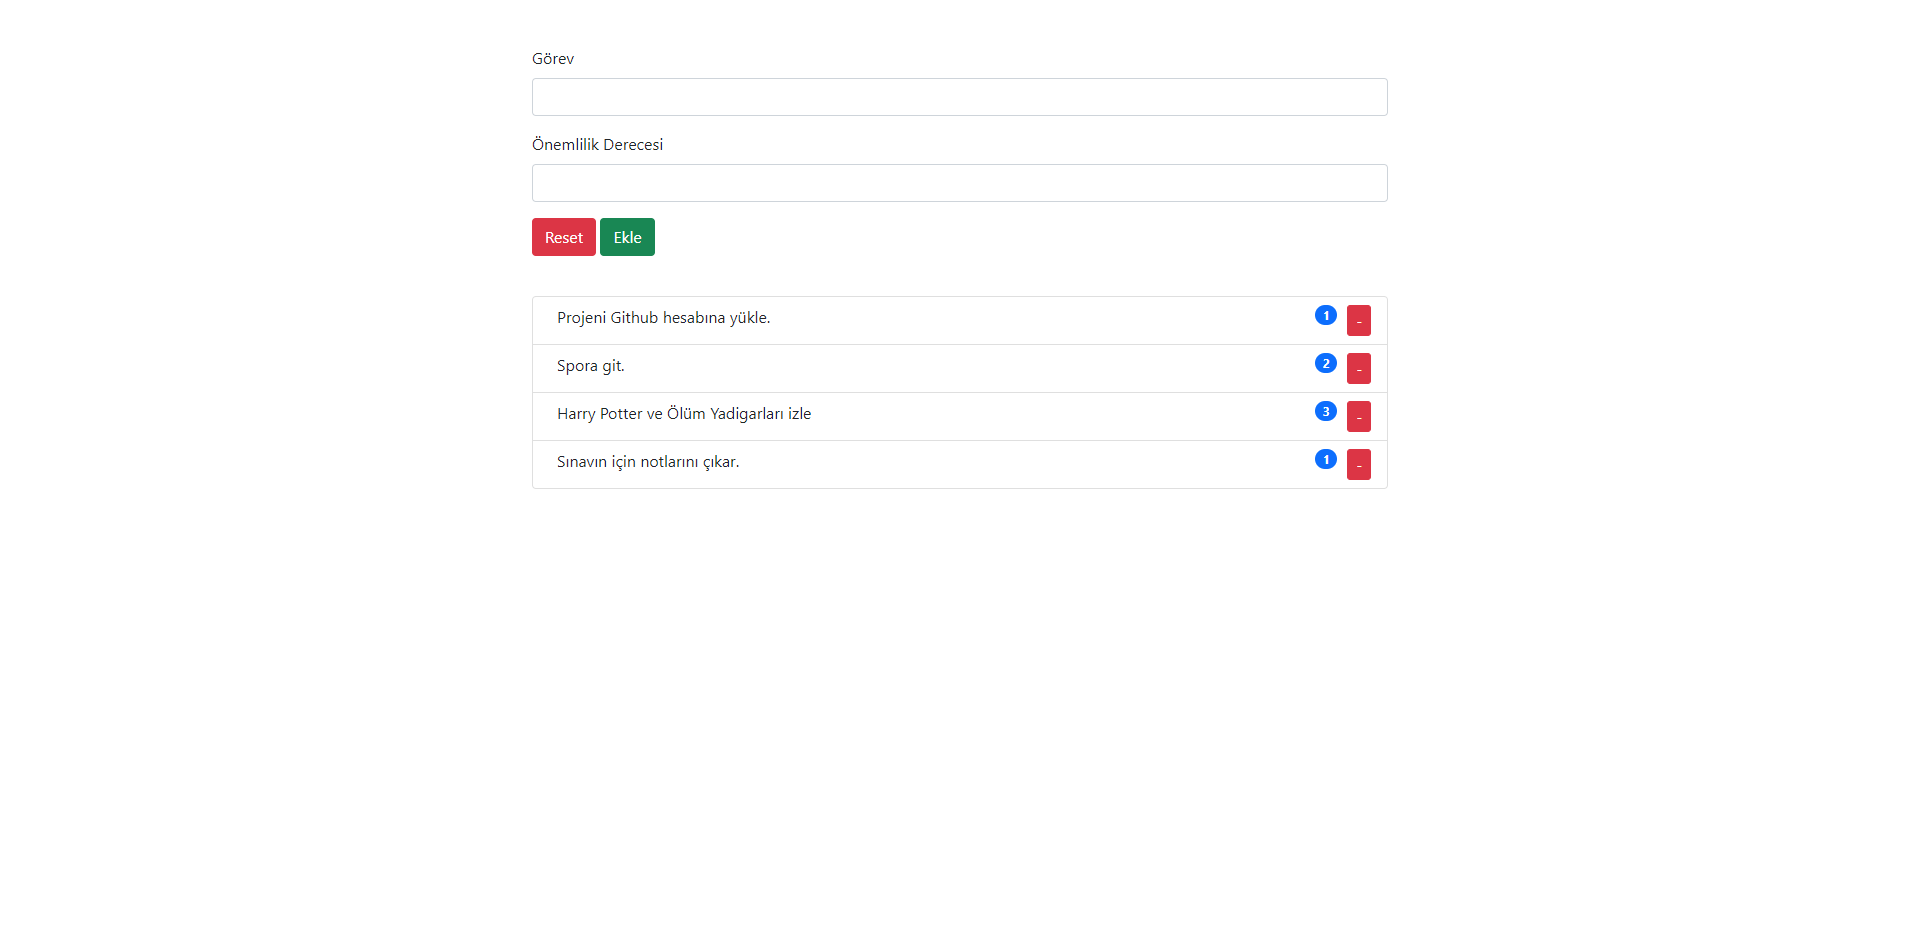 Görev
Önemlilik Derecesi
Reset Ekle
Projeni Github hesabına yükle. 1 -
Spora git. 2 -
Harry Potter ve Ölüm Yadigarları izle 3 -
Sınavın için notlarını çıkar. 1 -